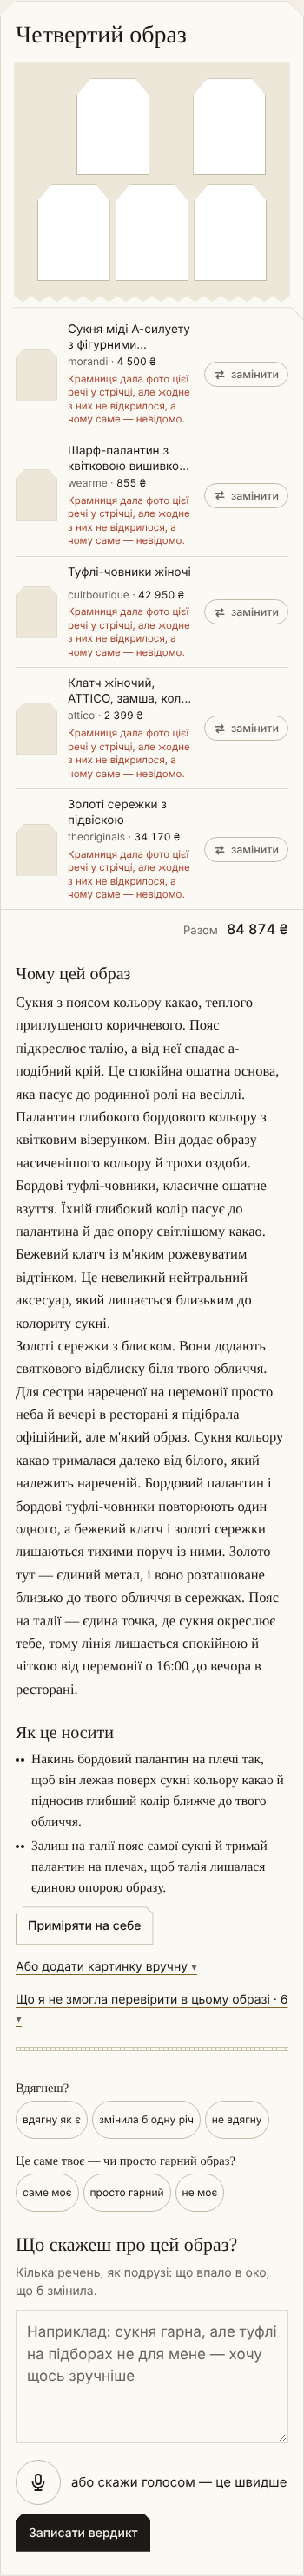 Четвертий образ
Сукня міді А-силуету
з фігурними...
morandi · 4 500 ₴
Крамниця дала фото цієї
речі у стрічці, але жодне
з них не відкрилося, а
чому саме — невідомо.
⇄ замінити
Шарф-палантин з
квітковою вишивко...
wearme · 855 ₴
Крамниця дала фото цієї
речі у стрічці, але жодне
з них не відкрилося, а
чому саме — невідомо.
⇄ замінити
Туфлі-човники жіночі
cultboutique · 42 950 ₴
Крамниця дала фото цієї
речі у стрічці, але жодне
з них не відкрилося, а
чому саме — невідомо.
⇄ замінити
Клатч жіночий,
ATTICO, замша, кол...
attico · 2 399 ₴
Крамниця дала фото цієї
речі у стрічці, але жодне
з них не відкрилося, а
чому саме — невідомо.
⇄ замінити
Золоті сережки з
підвіскою
theoriginals · 34 170 ₴
Крамниця дала фото цієї
речі у стрічці, але жодне
з них не відкрилося, а
чому саме — невідомо.
⇄ замінити
Разом 84 874 ₴
Чому цей образ
Сукня з поясом кольору какао, теплого
приглушеного коричневого. Пояс
підкреслює талію, а від неї спадає а-
подібний крій. Це спокійна ошатна основа,
яка пасує до родинної ролі на весіллі.
Палантин глибокого бордового кольору з
квітковим візерунком. Він додає образу
насиченішого кольору й трохи оздоби.
Бордові туфлі-човники, класичне ошатне
взуття. Їхній глибокий колір пасує до
палантина й дає опору світлішому какао.
Бежевий клатч із м'яким рожеуватим
відтінком. Це невеликий нейтральний
аксесуар, який лишається близьким до
колориту сукні.
Золоті сережки з блиском. Вони додають
святкового відблиску біля твого обличчя.
Для сестри нареченої на церемонії просто
неба й вечері в ресторані я підібрала
офіційний, але м'який образ. Сукня кольору
какао трималася далеко від білого, який
належить нареченій. Бордовий палантин і
бордові туфлі-човники повторюють один
одного, а бежевий клатч і золоті сережки
лишаються тихими поруч із ними. Золото
тут — єдиний метал, і воно розташоване
близько до твого обличчя в сережках. Пояс
на талії — єдина точка, де сукня окреслює
тебе, тому лінія лишається спокійною й
чіткою від церемонії о 16:00 до вечора в
ресторані.
Як це носити
•• Накинь бордовий палантин на плечі так,
щоб він лежав поверх сукні кольору какао й
підносив глибший колір ближче до твого
обличчя.
•• Залиш на талії пояс самої сукні й тримай
палантин на плечах, щоб талія лишалася
єдиною опорою образу.
Приміряти на себе
Або додати картинку вручну ▾
Що я не змогла перевірити в цьому образі · 6
▾
Вдягнеш?
вдягну як є
змінила б одну річ
не вдягну
Це саме твоє — чи просто гарний образ?
саме моє
просто гарний
не моє
Що скажеш про цей образ?
Кілька речень, як подрузі: що впало в око,
що б змінила.
Наприклад: сукня гарна, але туфлі
на підборах не для мене — хочу
щось зручніше
або скажи голосом — це швидше
Записати вердикт